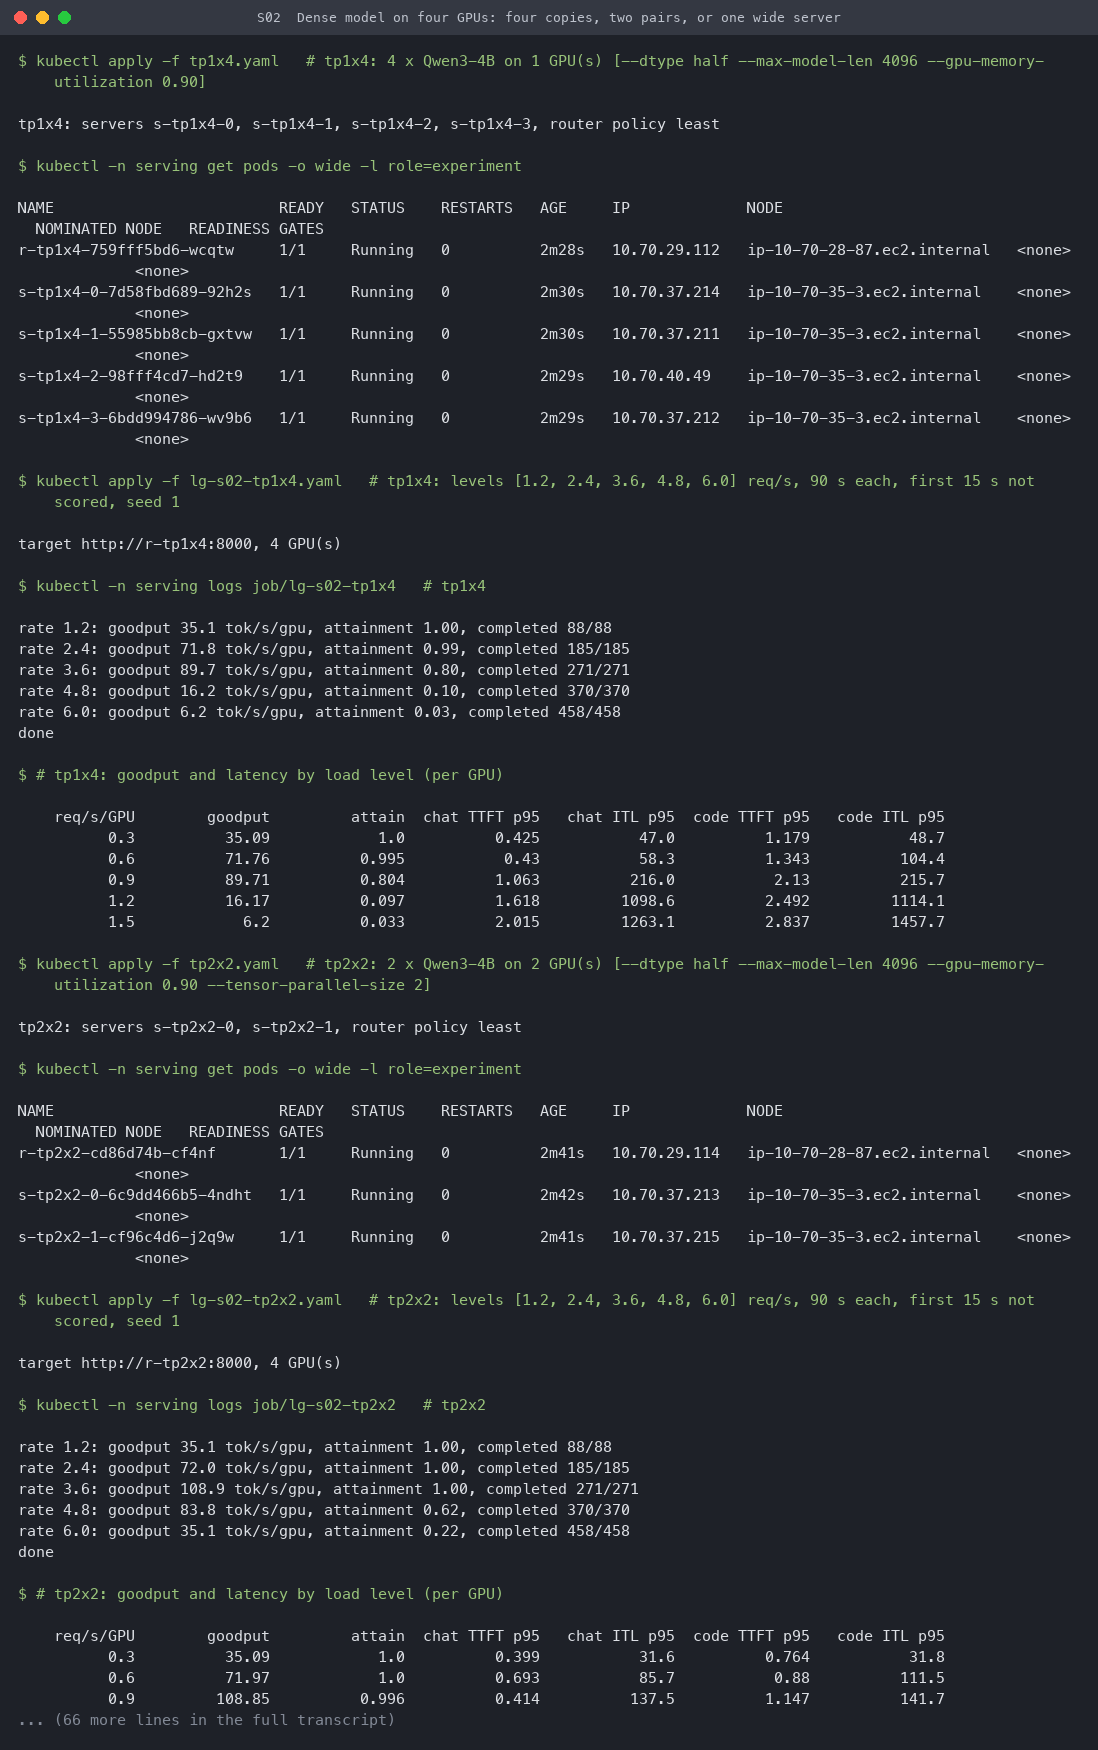 S02  Dense model on four GPUs: four copies, two pairs, or one wide server
$ kubectl apply -f tp1x4.yaml   # tp1x4: 4 x Qwen3-4B on 1 GPU(s) [--dtype half --max-model-len 4096 --gpu-memory-
    utilization 0.90]
tp1x4: servers s-tp1x4-0, s-tp1x4-1, s-tp1x4-2, s-tp1x4-3, router policy least
$ kubectl -n serving get pods -o wide -l role=experiment
NAME                         READY   STATUS    RESTARTS   AGE     IP             NODE
  NOMINATED NODE   READINESS GATES
r-tp1x4-759fff5bd6-wcqtw     1/1     Running   0          2m28s   10.70.29.112   ip-10-70-28-87.ec2.internal   <none>
             <none>
s-tp1x4-0-7d58fbd689-92h2s   1/1     Running   0          2m30s   10.70.37.214   ip-10-70-35-3.ec2.internal    <none>
             <none>
s-tp1x4-1-55985bb8cb-gxtvw   1/1     Running   0          2m30s   10.70.37.211   ip-10-70-35-3.ec2.internal    <none>
             <none>
s-tp1x4-2-98fff4cd7-hd2t9    1/1     Running   0          2m29s   10.70.40.49    ip-10-70-35-3.ec2.internal    <none>
             <none>
s-tp1x4-3-6bdd994786-wv9b6   1/1     Running   0          2m29s   10.70.37.212   ip-10-70-35-3.ec2.internal    <none>
             <none>
$ kubectl apply -f lg-s02-tp1x4.yaml   # tp1x4: levels [1.2, 2.4, 3.6, 4.8, 6.0] req/s, 90 s each, first 15 s not
    scored, seed 1
target http://r-tp1x4:8000, 4 GPU(s)
$ kubectl -n serving logs job/lg-s02-tp1x4   # tp1x4
rate 1.2: goodput 35.1 tok/s/gpu, attainment 1.00, completed 88/88
rate 2.4: goodput 71.8 tok/s/gpu, attainment 0.99, completed 185/185
rate 3.6: goodput 89.7 tok/s/gpu, attainment 0.80, completed 271/271
rate 4.8: goodput 16.2 tok/s/gpu, attainment 0.10, completed 370/370
rate 6.0: goodput 6.2 tok/s/gpu, attainment 0.03, completed 458/458
done
$ # tp1x4: goodput and latency by load level (per GPU)
    req/s/GPU        goodput         attain  chat TTFT p95   chat ITL p95  code TTFT p95   code ITL p95
          0.3          35.09            1.0          0.425           47.0          1.179           48.7
          0.6          71.76          0.995           0.43           58.3          1.343          104.4
          0.9          89.71          0.804          1.063          216.0           2.13          215.7
          1.2          16.17          0.097          1.618         1098.6          2.492         1114.1
          1.5            6.2          0.033          2.015         1263.1          2.837         1457.7
$ kubectl apply -f tp2x2.yaml   # tp2x2: 2 x Qwen3-4B on 2 GPU(s) [--dtype half --max-model-len 4096 --gpu-memory-
    utilization 0.90 --tensor-parallel-size 2]
tp2x2: servers s-tp2x2-0, s-tp2x2-1, router policy least
$ kubectl -n serving get pods -o wide -l role=experiment
NAME                         READY   STATUS    RESTARTS   AGE     IP             NODE
  NOMINATED NODE   READINESS GATES
r-tp2x2-cd86d74b-cf4nf       1/1     Running   0          2m41s   10.70.29.114   ip-10-70-28-87.ec2.internal   <none>
             <none>
s-tp2x2-0-6c9dd466b5-4ndht   1/1     Running   0          2m42s   10.70.37.213   ip-10-70-35-3.ec2.internal    <none>
             <none>
s-tp2x2-1-cf96c4d6-j2q9w     1/1     Running   0          2m41s   10.70.37.215   ip-10-70-35-3.ec2.internal    <none>
             <none>
$ kubectl apply -f lg-s02-tp2x2.yaml   # tp2x2: levels [1.2, 2.4, 3.6, 4.8, 6.0] req/s, 90 s each, first 15 s not
    scored, seed 1
target http://r-tp2x2:8000, 4 GPU(s)
$ kubectl -n serving logs job/lg-s02-tp2x2   # tp2x2
rate 1.2: goodput 35.1 tok/s/gpu, attainment 1.00, completed 88/88
rate 2.4: goodput 72.0 tok/s/gpu, attainment 1.00, completed 185/185
rate 3.6: goodput 108.9 tok/s/gpu, attainment 1.00, completed 271/271
rate 4.8: goodput 83.8 tok/s/gpu, attainment 0.62, completed 370/370
rate 6.0: goodput 35.1 tok/s/gpu, attainment 0.22, completed 458/458
done
$ # tp2x2: goodput and latency by load level (per GPU)
    req/s/GPU        goodput         attain  chat TTFT p95   chat ITL p95  code TTFT p95   code ITL p95
          0.3          35.09            1.0          0.399           31.6          0.764           31.8
          0.6          71.97            1.0          0.693           85.7           0.88          111.5
          0.9         108.85          0.996          0.414          137.5          1.147          141.7
... (66 more lines in the full transcript)